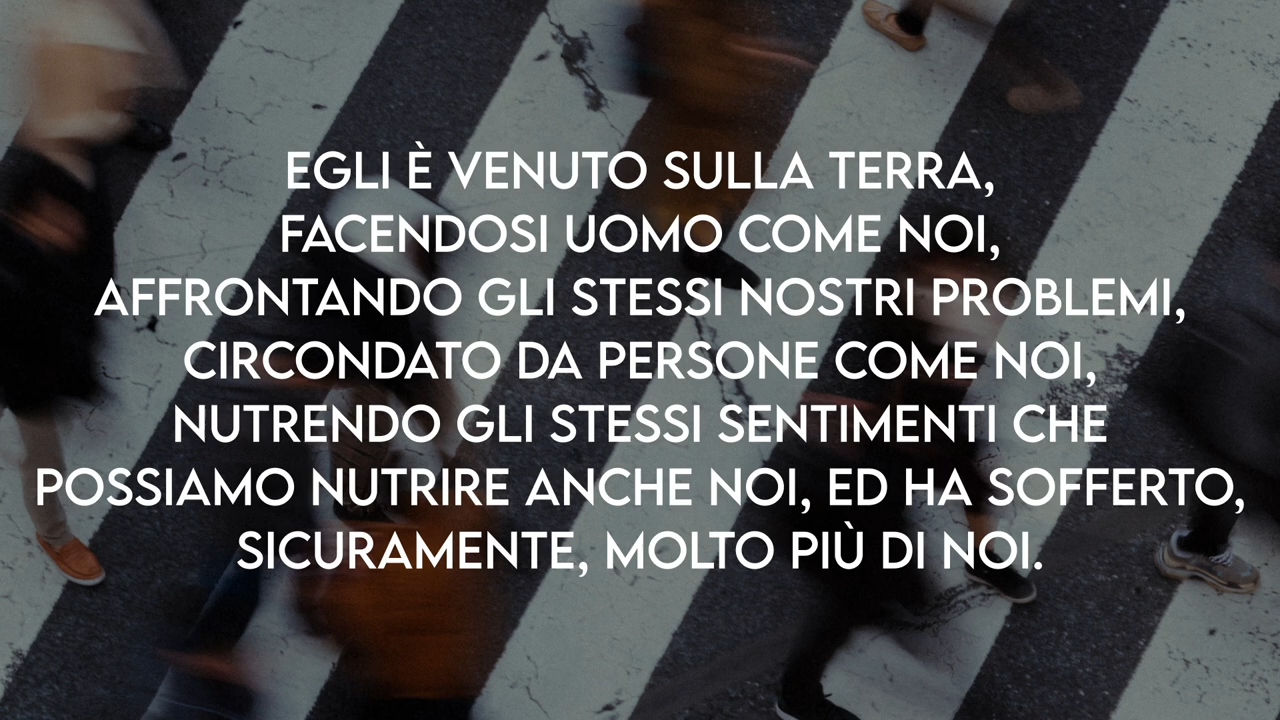 EGLI È VENUTO SULLA TERRA,
FACENDOSI UOMO COME NOI,
AFFRONTANDO GLI STESSI NOSTRI PROBLEMI,
CIRCONDATO DA PERSONE COME NOI,
NUTRENDO GLI STESSI SENTIMENTI CHE
POSSIAMO NUTRIRE ANCHE NOI, ED HA SOFFERTO,
SICURAMENTE, MOLTO PIÙ DI NOI.